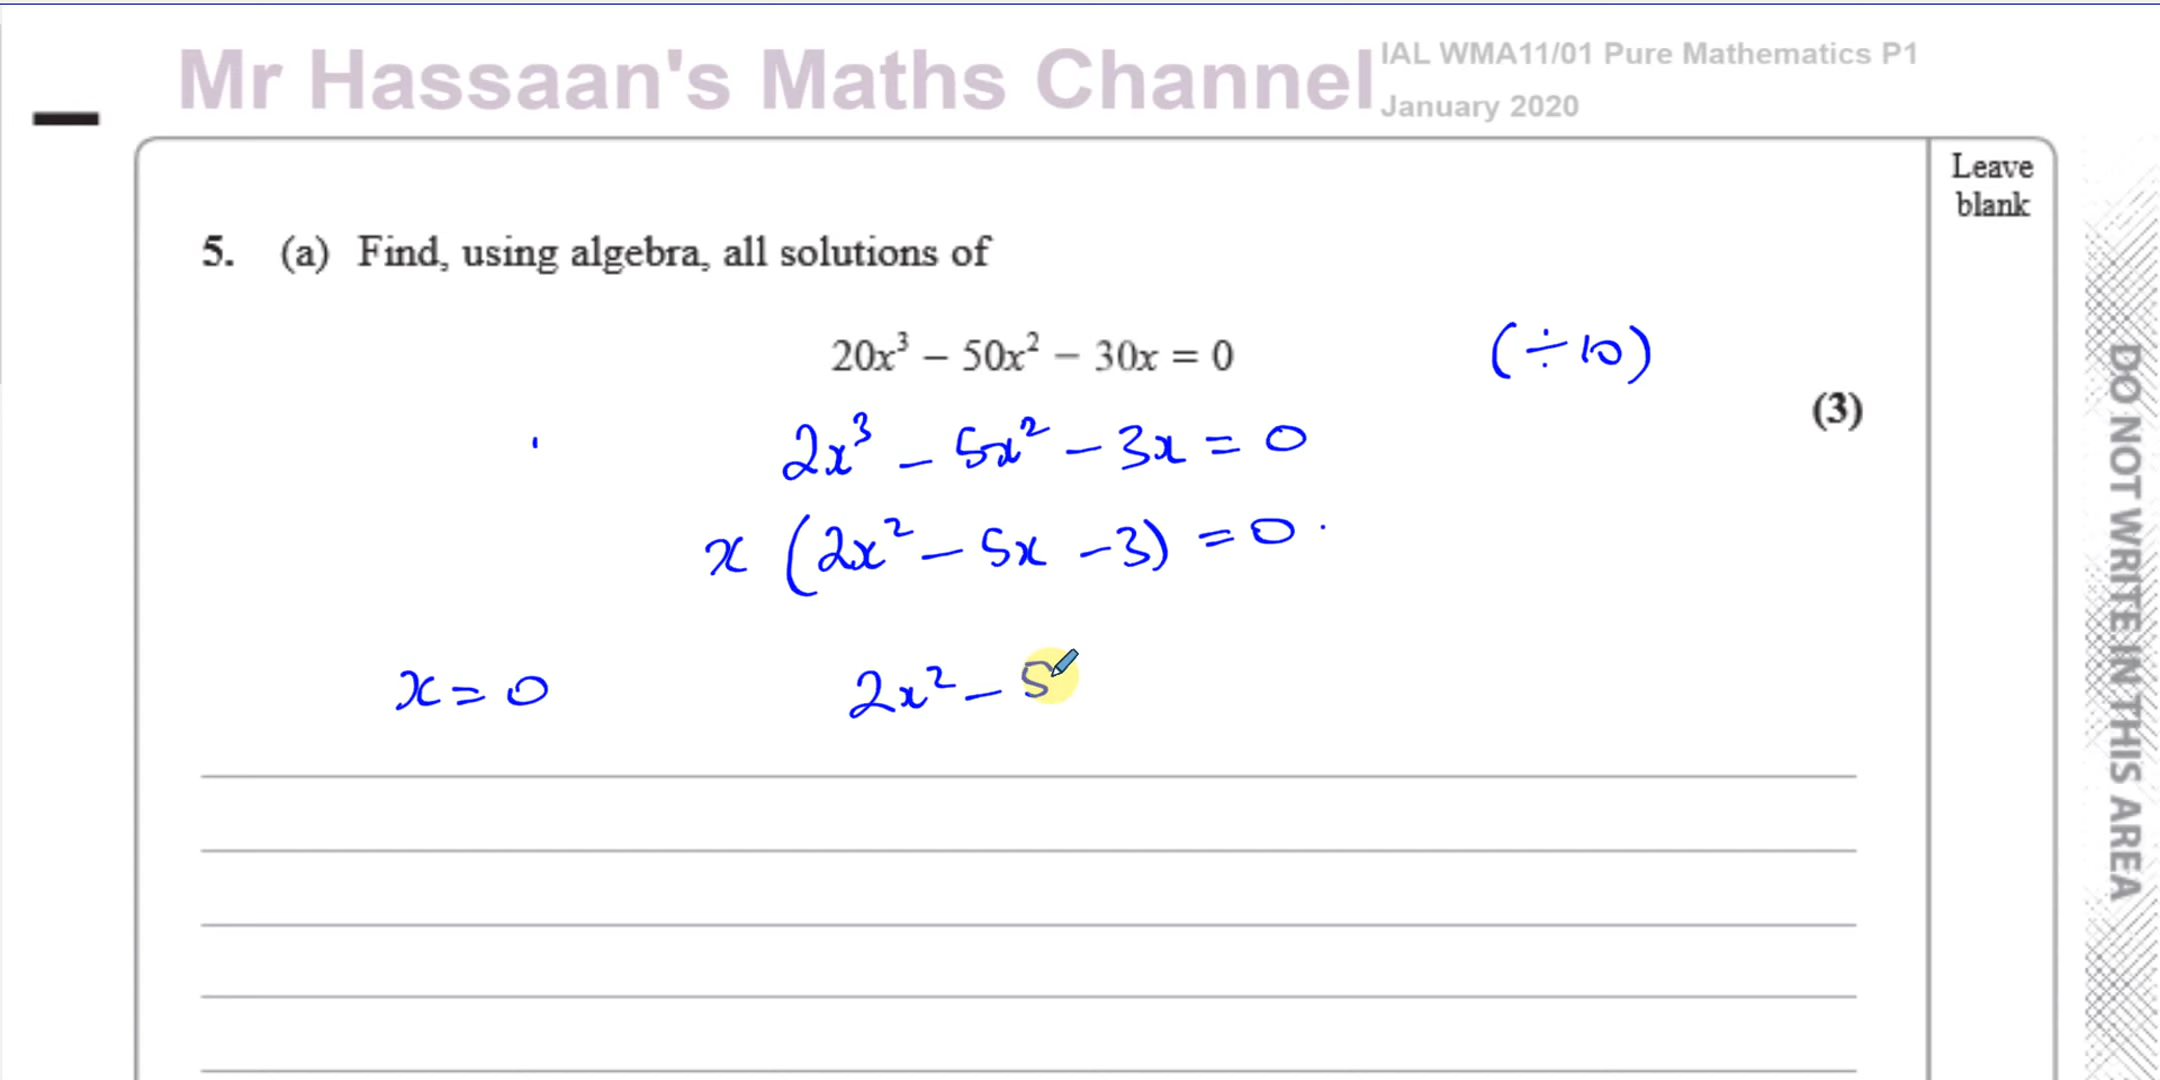 Mr Hassaan's Maths Channel
IAL WMA11/01 Pure Mathematics P1
January 2020
Leave
blank
5. (a) Find, using algebra, all solutions of
20x³ − 50x² − 30x = 0
(÷10)
(3)
2x³ − 5x² − 3x = 0
x (2x² − 5x − 3) = 0
x = 0
2x² − 5
DO NOT WRITE IN THIS AREA